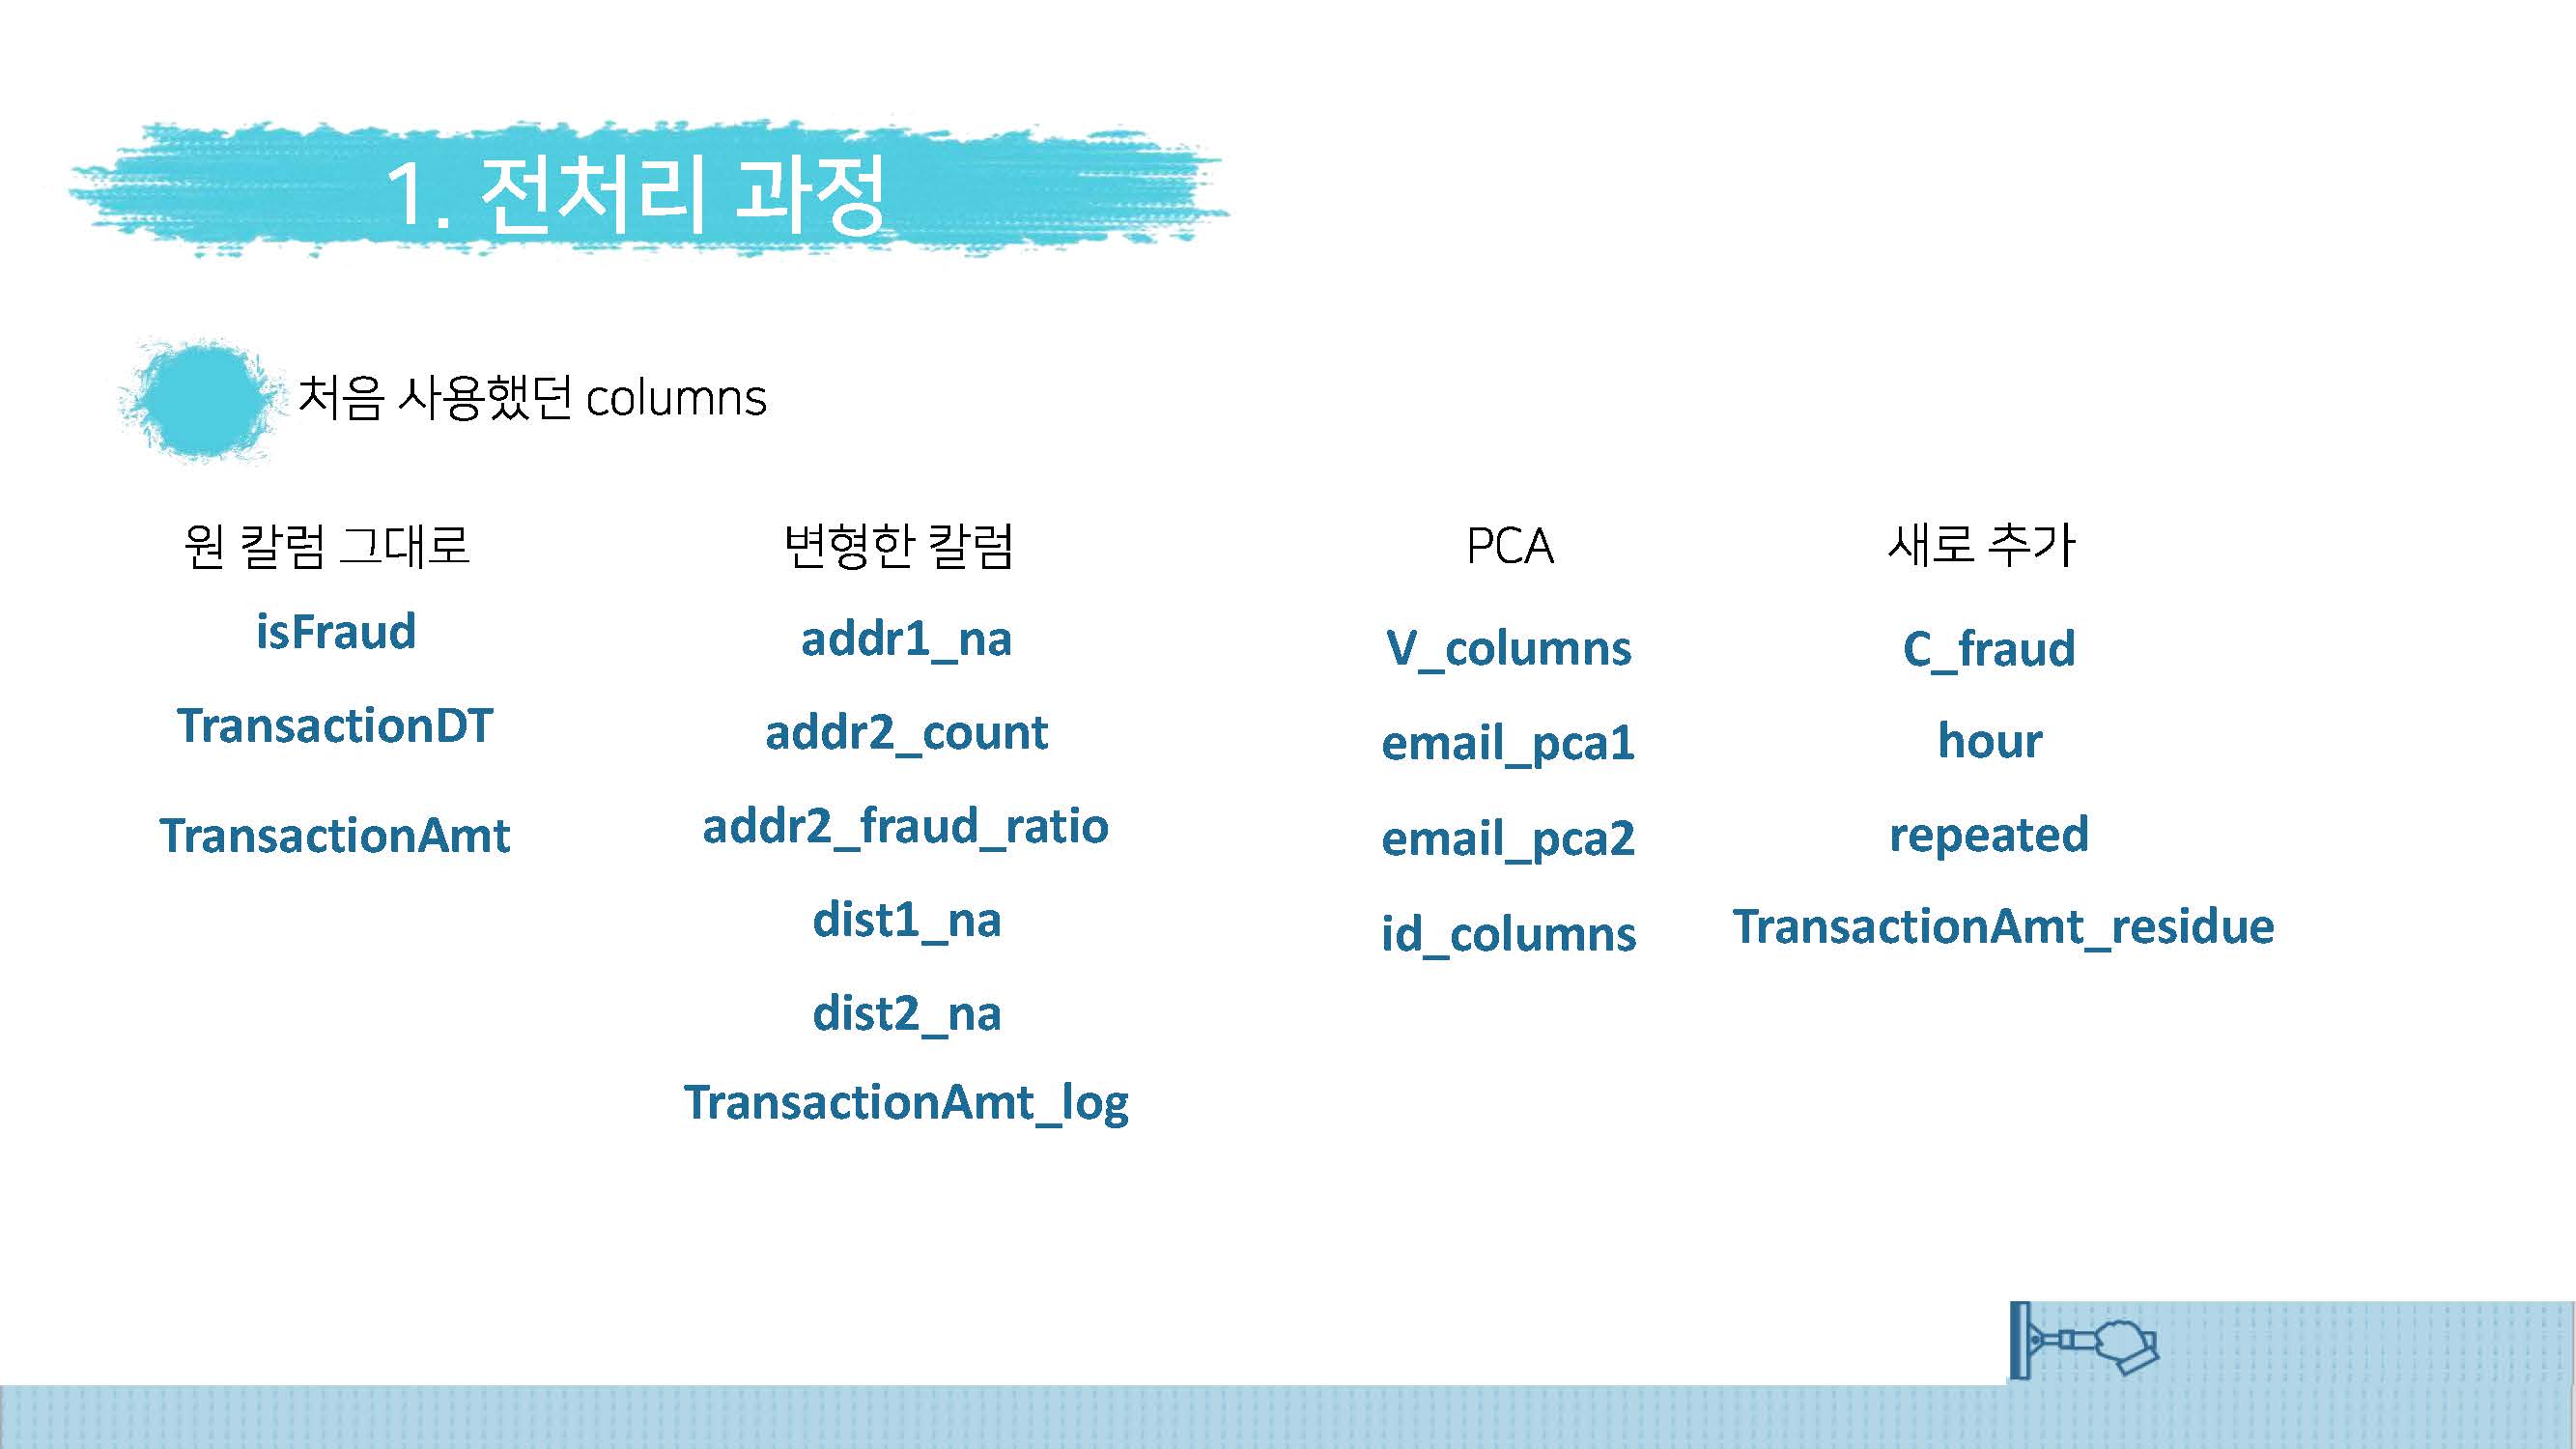 1. 전처리 과정
처음 사용했던 columns
원 칼럼 그대로
isFraud
TransactionDT
TransactionAmt
변형한 칼럼
addr1_na
addr2_count
addr2_fraud_ratio
dist1_na
dist2_na
TransactionAmt_log
PCA
V_columns
email_pca1
email_pca2
id_columns
새로 추가
C_fraud
hour
repeated
TransactionAmt_residue